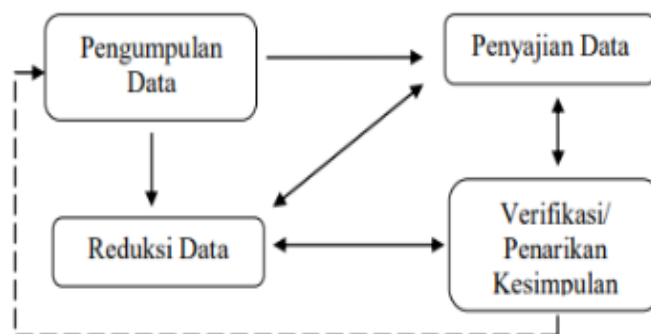 Pengumpulan
Data
Penyajian Data
Reduksi Data
Verifikasi/
Penarikan
Kesimpulan